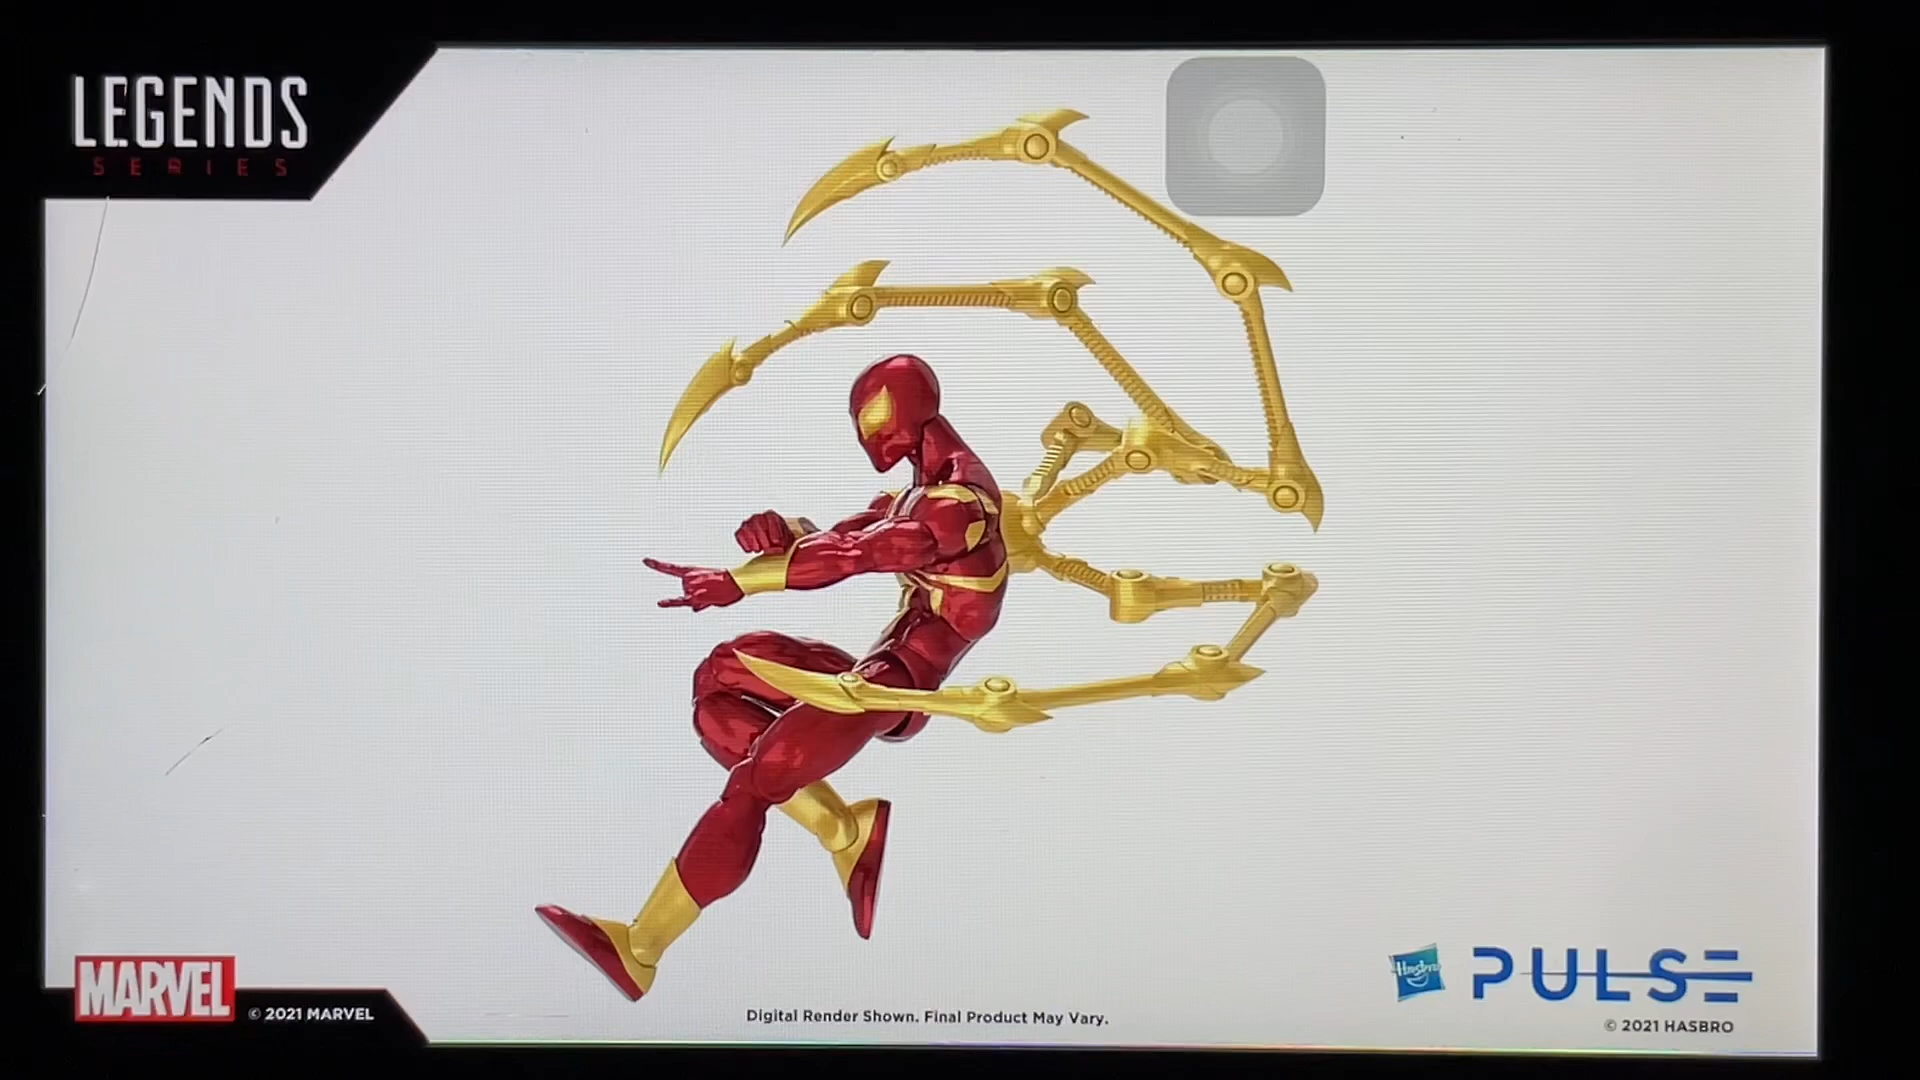 LEGENDS
SERIES
MARVEL
© 2021 MARVEL
Digital Render Shown. Final Product May Vary.
Hasbro
PULSE
© 2021 HASBRO